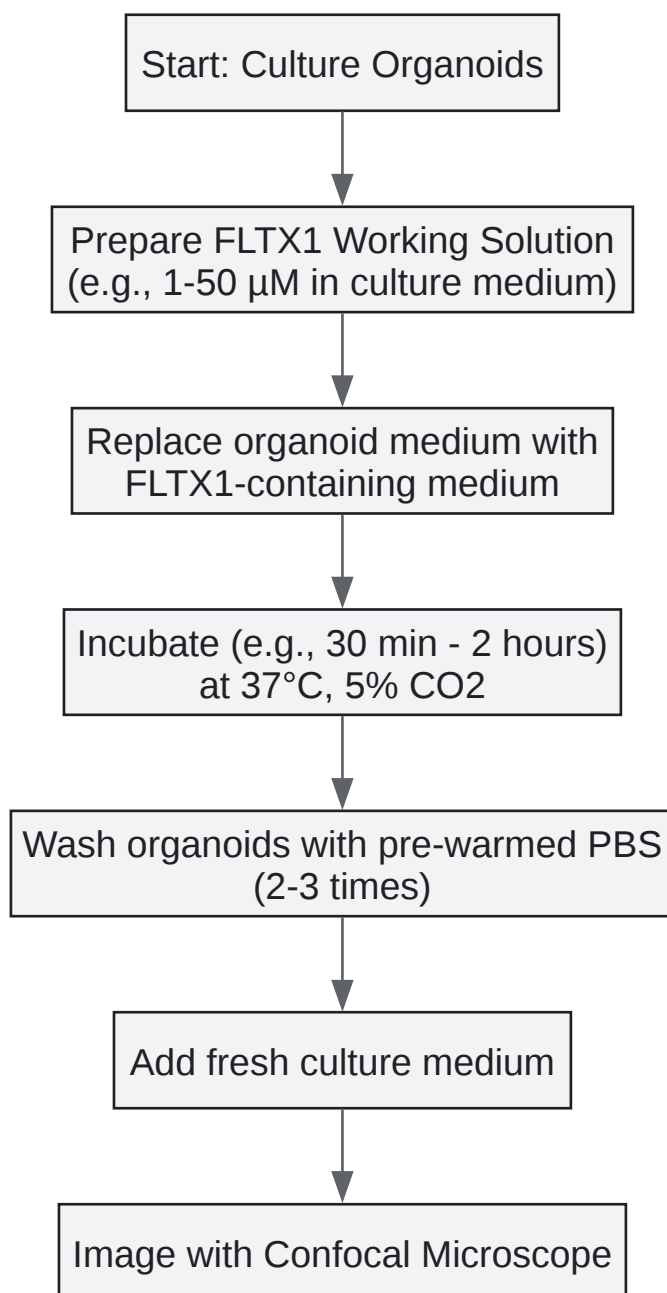 Start: Culture Organoids
Prepare FLTX1 Working Solution
(e.g., 1-50 µM in culture medium)
Replace organoid medium with
FLTX1-containing medium
Incubate (e.g., 30 min - 2 hours)
at 37°C, 5% CO2
Wash organoids with pre-warmed PBS
(2-3 times)
Add fresh culture medium
Image with Confocal Microscope